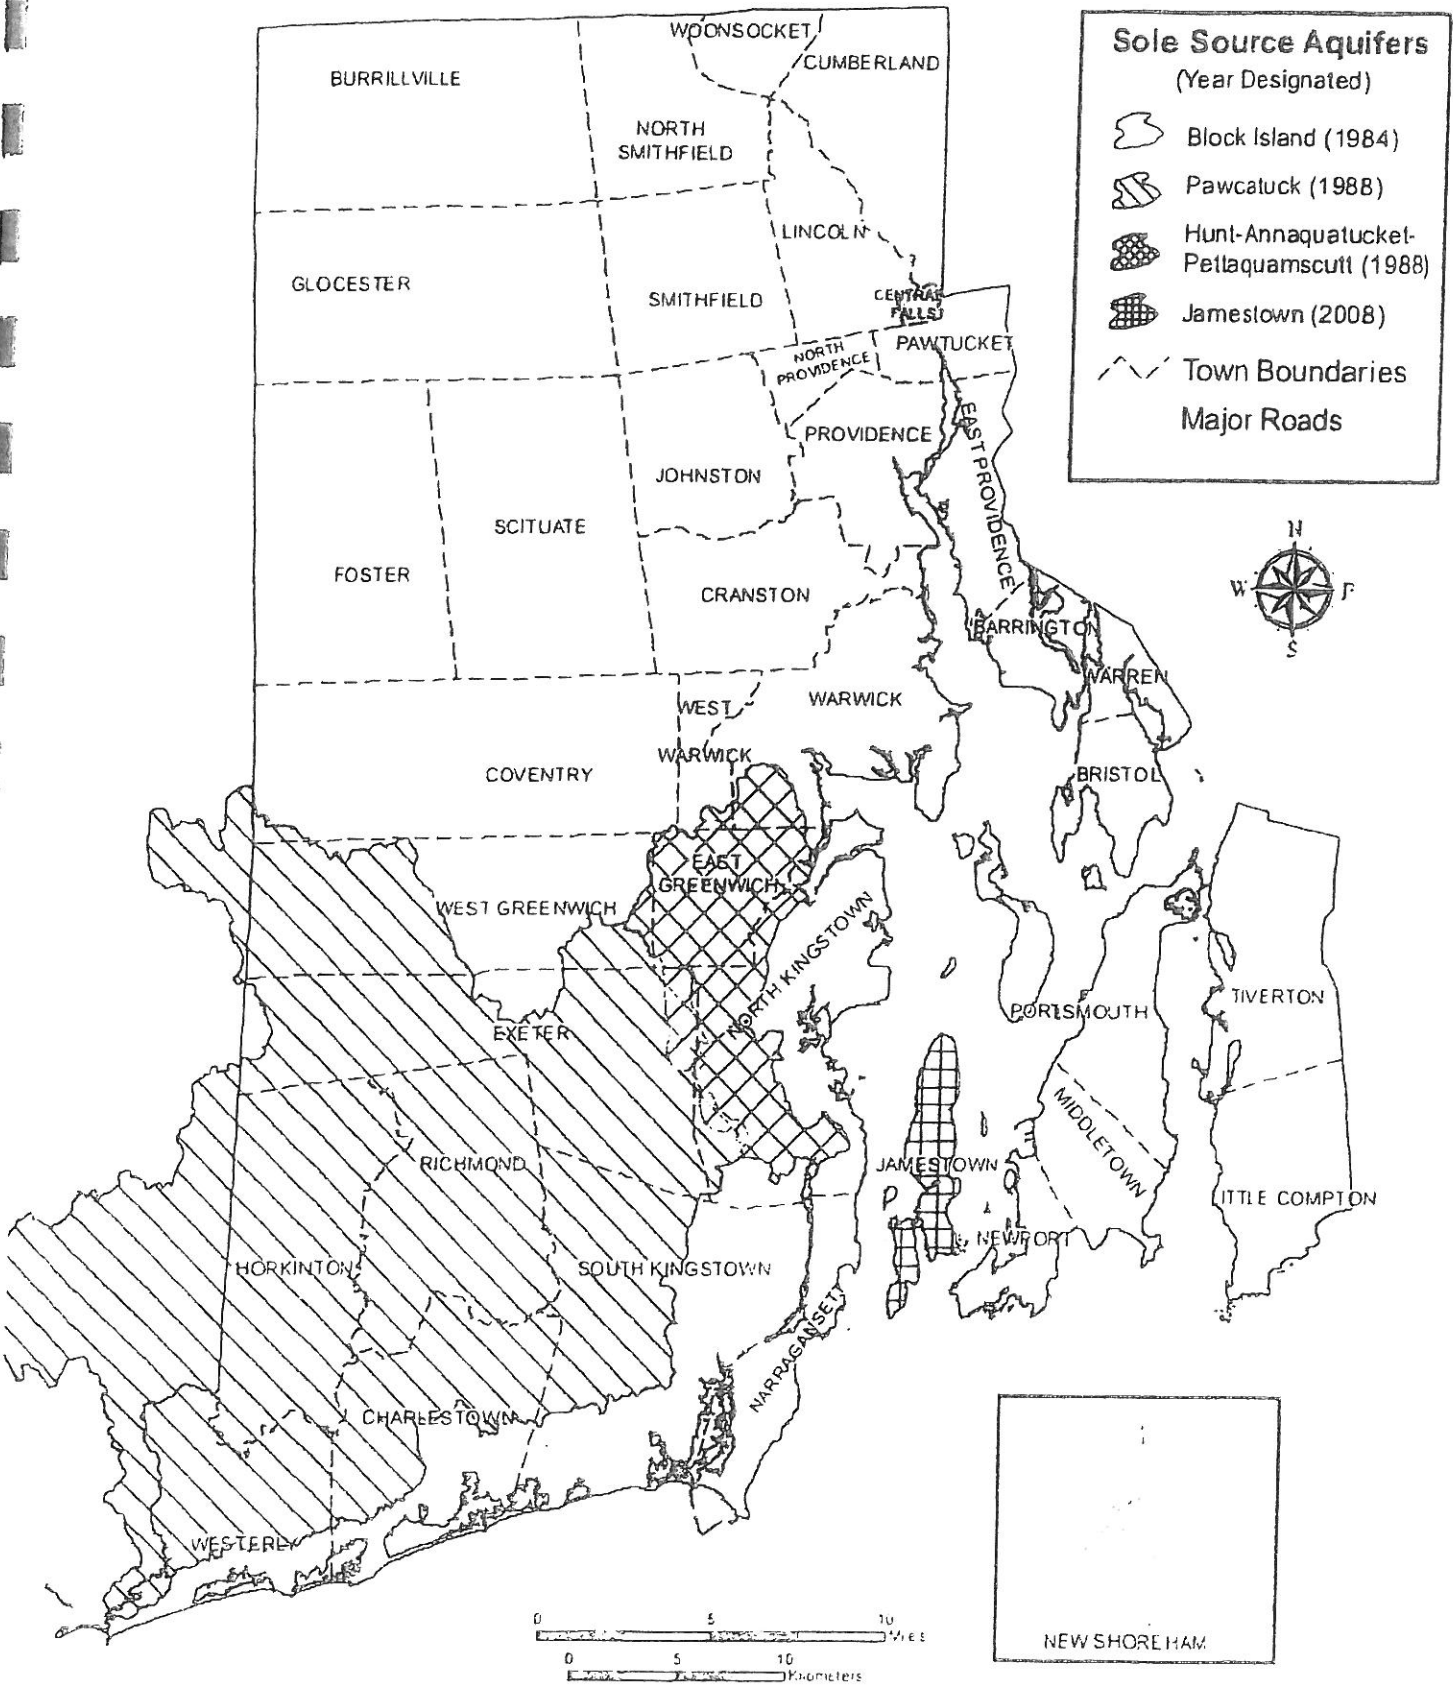 WOONSOCKET
CUMBERLAND
BURRILLVILLE
NORTH
SMITHFIELD
LINCOLN
GLOCESTER
SMITHFIELD
CENTRAL
FALLS
PAWTUCKET
NORTH
PROVIDENCE
PROVIDENCE
EAST PROVIDENCE
JOHNSTON
SCITUATE
FOSTER
CRANSTON
BARRINGTON
WARREN
WEST
WARWICK
WARWICK
COVENTRY
BRISTOL
EAST
GREENWICH
WEST GREENWICH
NORTH KINGSTOWN
PORTSMOUTH
TIVERTON
EXETER
MIDDLETOWN
RICHMOND
JAMESTOWN
LITTLE COMPTON
NEWPORT
HOPKINTON
SOUTH KINGSTOWN
NARRAGANSETT
CHARLESTOWN
WESTERLY
NEW SHOREHAM
Sole Source Aquifers
(Year Designated)
Block Island (1984)
Pawcatuck (1988)
Hunt-Annaquatucket-
Pettaquamscutt (1988)
Jamestown (2008)
Town Boundaries
Major Roads
N
W
E
S
0 5 10
Miles
0 5 10
Kilometers